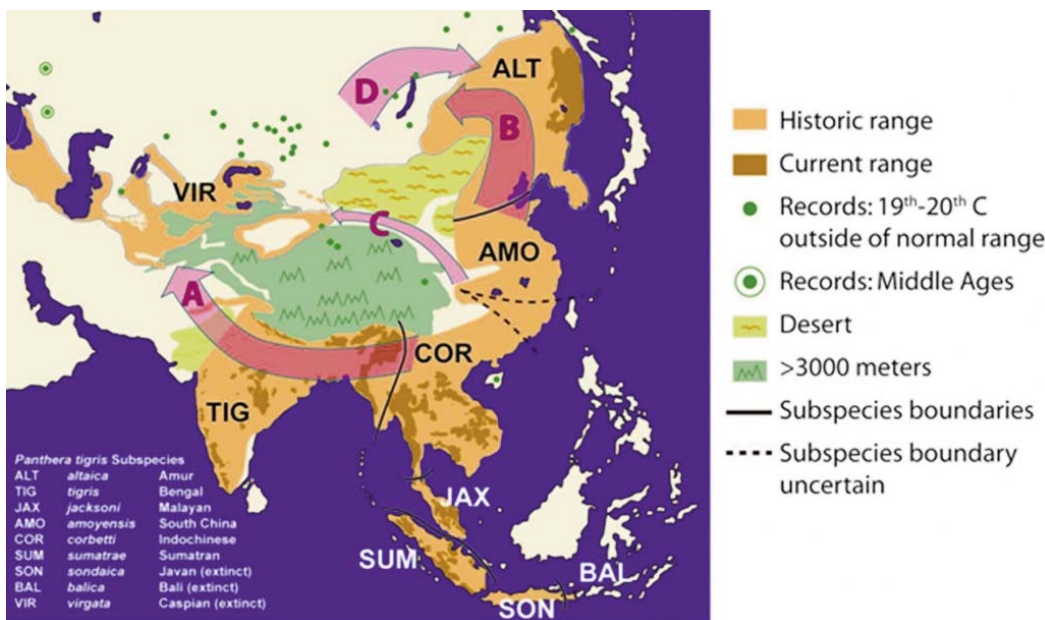 D
ALT
B
VIR
C
AMO
A
COR
TIG
JAX
SUM
BAL
SON
Panthera tigris Subspecies
ALT altaica Amur
TIG tigris Bengal
JAX jacksoni Malayan
AMO amoyensis South China
COR corbetti Indochinese
SUM sumatrae Sumatran
SON sondaica Javan (extinct)
BAL balica Bali (extinct)
VIR virgata Caspian (extinct)
Historic range
Current range
Records: 19th-20th C
outside of normal range
Records: Middle Ages
Desert
>3000 meters
Subspecies boundaries
Subspecies boundary
uncertain